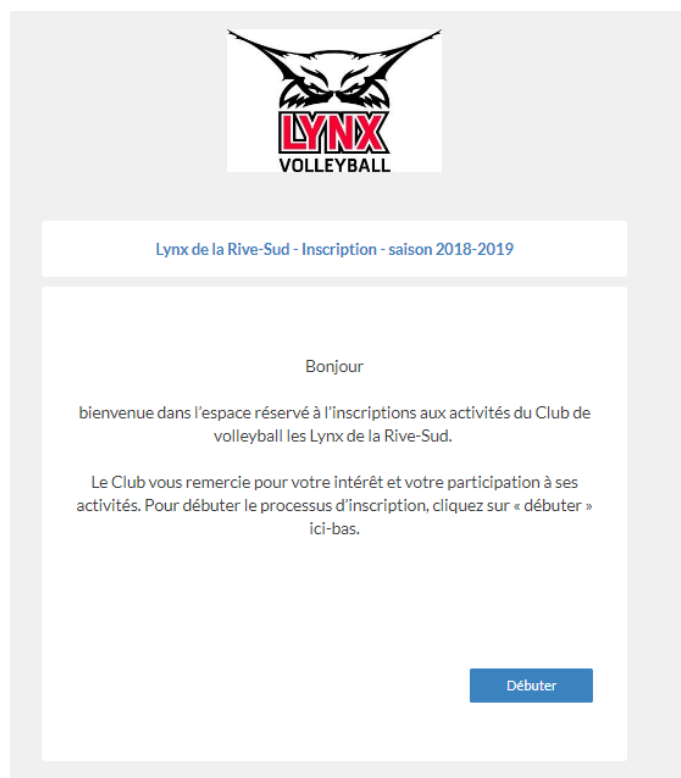 LYNX
VOLLEYBALL
Lynx de la Rive-Sud - Inscription - saison 2018-2019
Bonjour
bienvenue dans l'espace réservé à l'inscriptions aux activités du Club de
volleyball les Lynx de la Rive-Sud.
Le Club vous remercie pour votre intérêt et votre participation à ses
activités. Pour débuter le processus d'inscription, cliquez sur « débuter »
ici-bas.
Débuter